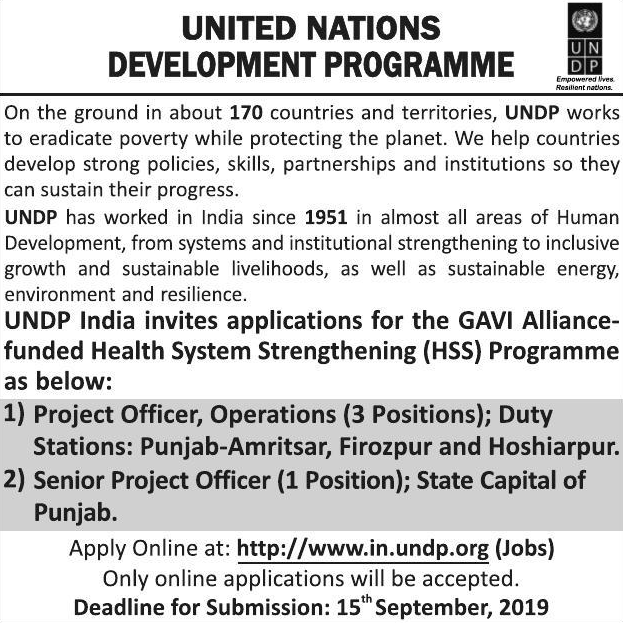 UNITED NATIONS
DEVELOPMENT PROGRAMME
U N
D P
Empowered lives.
Resilient nations.
On the ground in about 170 countries and territories, UNDP works
to eradicate poverty while protecting the planet. We help countries
develop strong policies, skills, partnerships and institutions so they
can sustain their progress.
UNDP has worked in India since 1951 in almost all areas of Human
Development, from systems and institutional strengthening to inclusive
growth and sustainable livelihoods, as well as sustainable energy,
environment and resilience.
UNDP India invites applications for the GAVI Alliance-
funded Health System Strengthening (HSS) Programme
as below:
1) Project Officer, Operations (3 Positions); Duty
Stations: Punjab-Amritsar, Firozpur and Hoshiarpur.
2) Senior Project Officer (1 Position); State Capital of
Punjab.
Apply Online at: http://www.in.undp.org (Jobs)
Only online applications will be accepted.
Deadline for Submission: 15th September, 2019